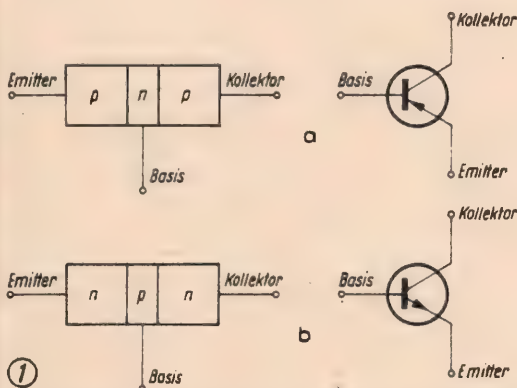 Kollektor
Emitter p n p Kollektor Basis
a
Basis Emitter
Kollektor
Emitter n p n Kollektor Basis
b
1 Basis Emitter